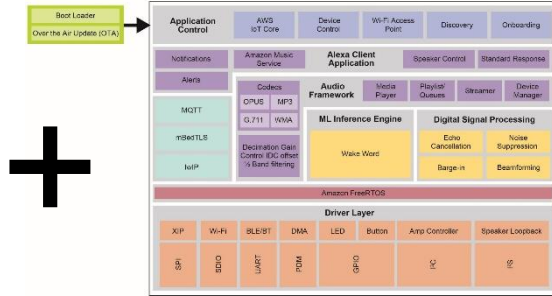 Boot Loader
Over the Air Update (OTA)
Application
Control
AWS
IoT Core
Device
Control
Wi-Fi Access
Point
Discovery
Onboarding
Notifications
Amazon Music
Service
Alexa Client
Application
Speaker Control
Standard Response
Alerts
Codecs
OPUS
MP3
G.711
WMA
Audio
Framework
Media
Player
Playlist/
Queues
Streamer
Device
Manager
MQTT
mBedTLS
IwIP
Decimation Gain
Control IDC offset
½ Band filtering
ML Inference Engine
Wake Word
Digital Signal Processing
Echo
Cancellation
Noise
Suppression
Barge-in
Beamforming
Amazon FreeRTOS
Driver Layer
XIP
Wi-Fi
BLE/BT
DMA
LED
Button
Amp Controller
Speaker Loopback
SPI
SDIO
UART
PDM
GPIO
I²C
I²S